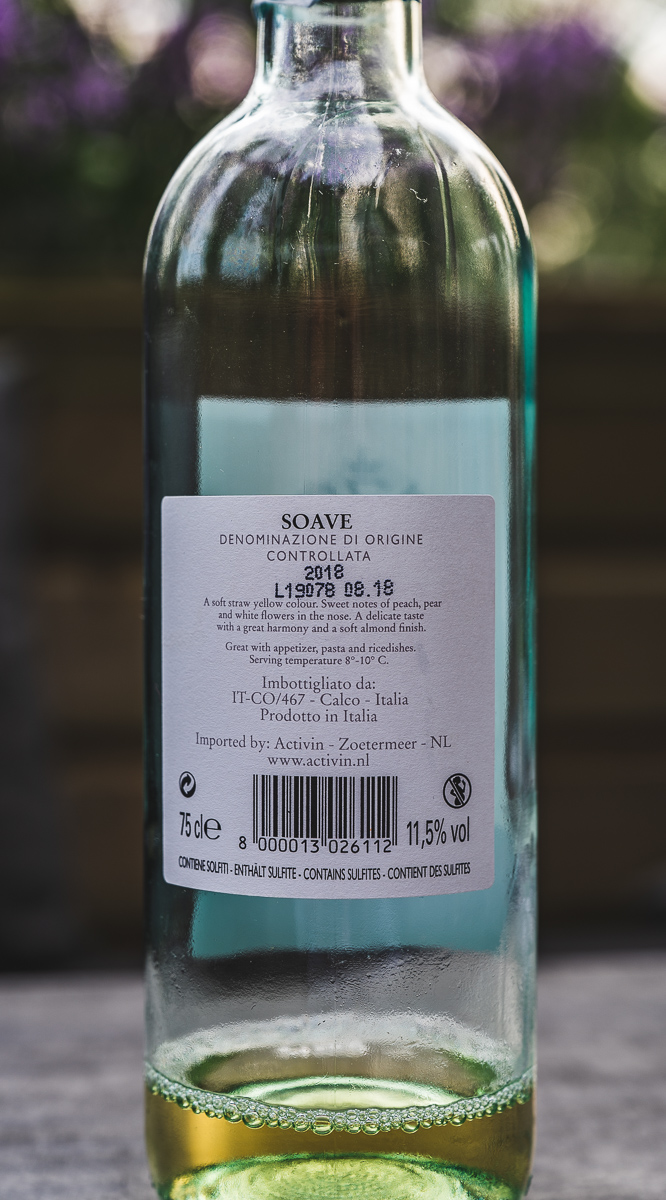 SOAVE
DENOMINAZIONE DI ORIGINE
CONTROLLATA
2018
L19078 08.18
A soft straw yellow colour. Sweet notes of peach, pear
and white flowers in the nose. A delicate taste
with a great harmony and a soft almond finish.
Great with appetizer, pasta and ricedishes.
Serving temperature 8°-10° C.
Imbottigliato da:
IT-CO/467 - Calco - Italia
Prodotto in Italia
Imported by: Activin - Zoetermeer - NL
www.activin.nl
75 cl℮
8 000013 026112
11,5% vol
CONTIENE SOLFITI - ENTHÄLT SULFITE - CONTAINS SULFITES - CONTIENT DES SULFITES